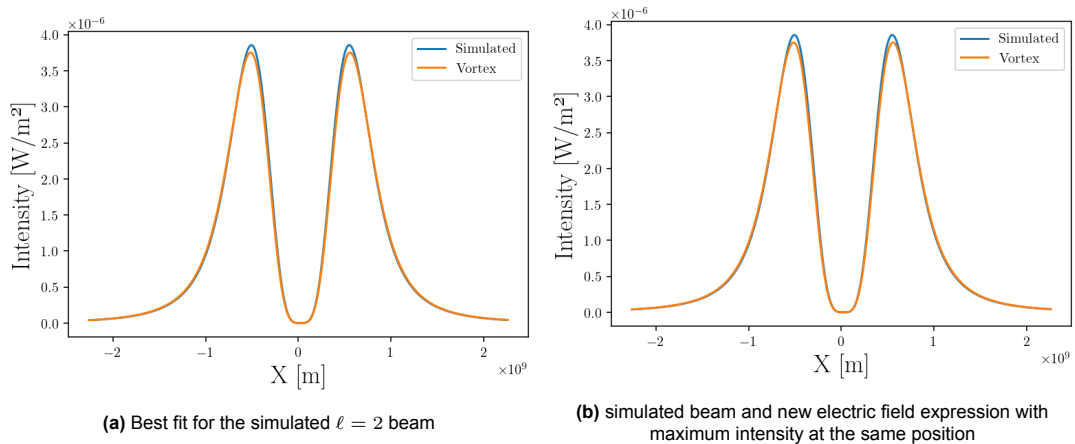 ×10⁻⁶
4.0
3.5
3.0
2.5
2.0
1.5
1.0
0.5
0.0
Intensity [W/m²]
Simulated
Vortex
−2
−1
0
1
2
×10⁹
X [m]
(a) Best fit for the simulated ℓ = 2 beam
×10⁻⁶
4.0
3.5
3.0
2.5
2.0
1.5
1.0
0.5
0.0
Intensity [W/m²]
Simulated
Vortex
−2
−1
0
1
2
×10⁹
X [m]
(b) simulated beam and new electric field expression with
maximum intensity at the same position